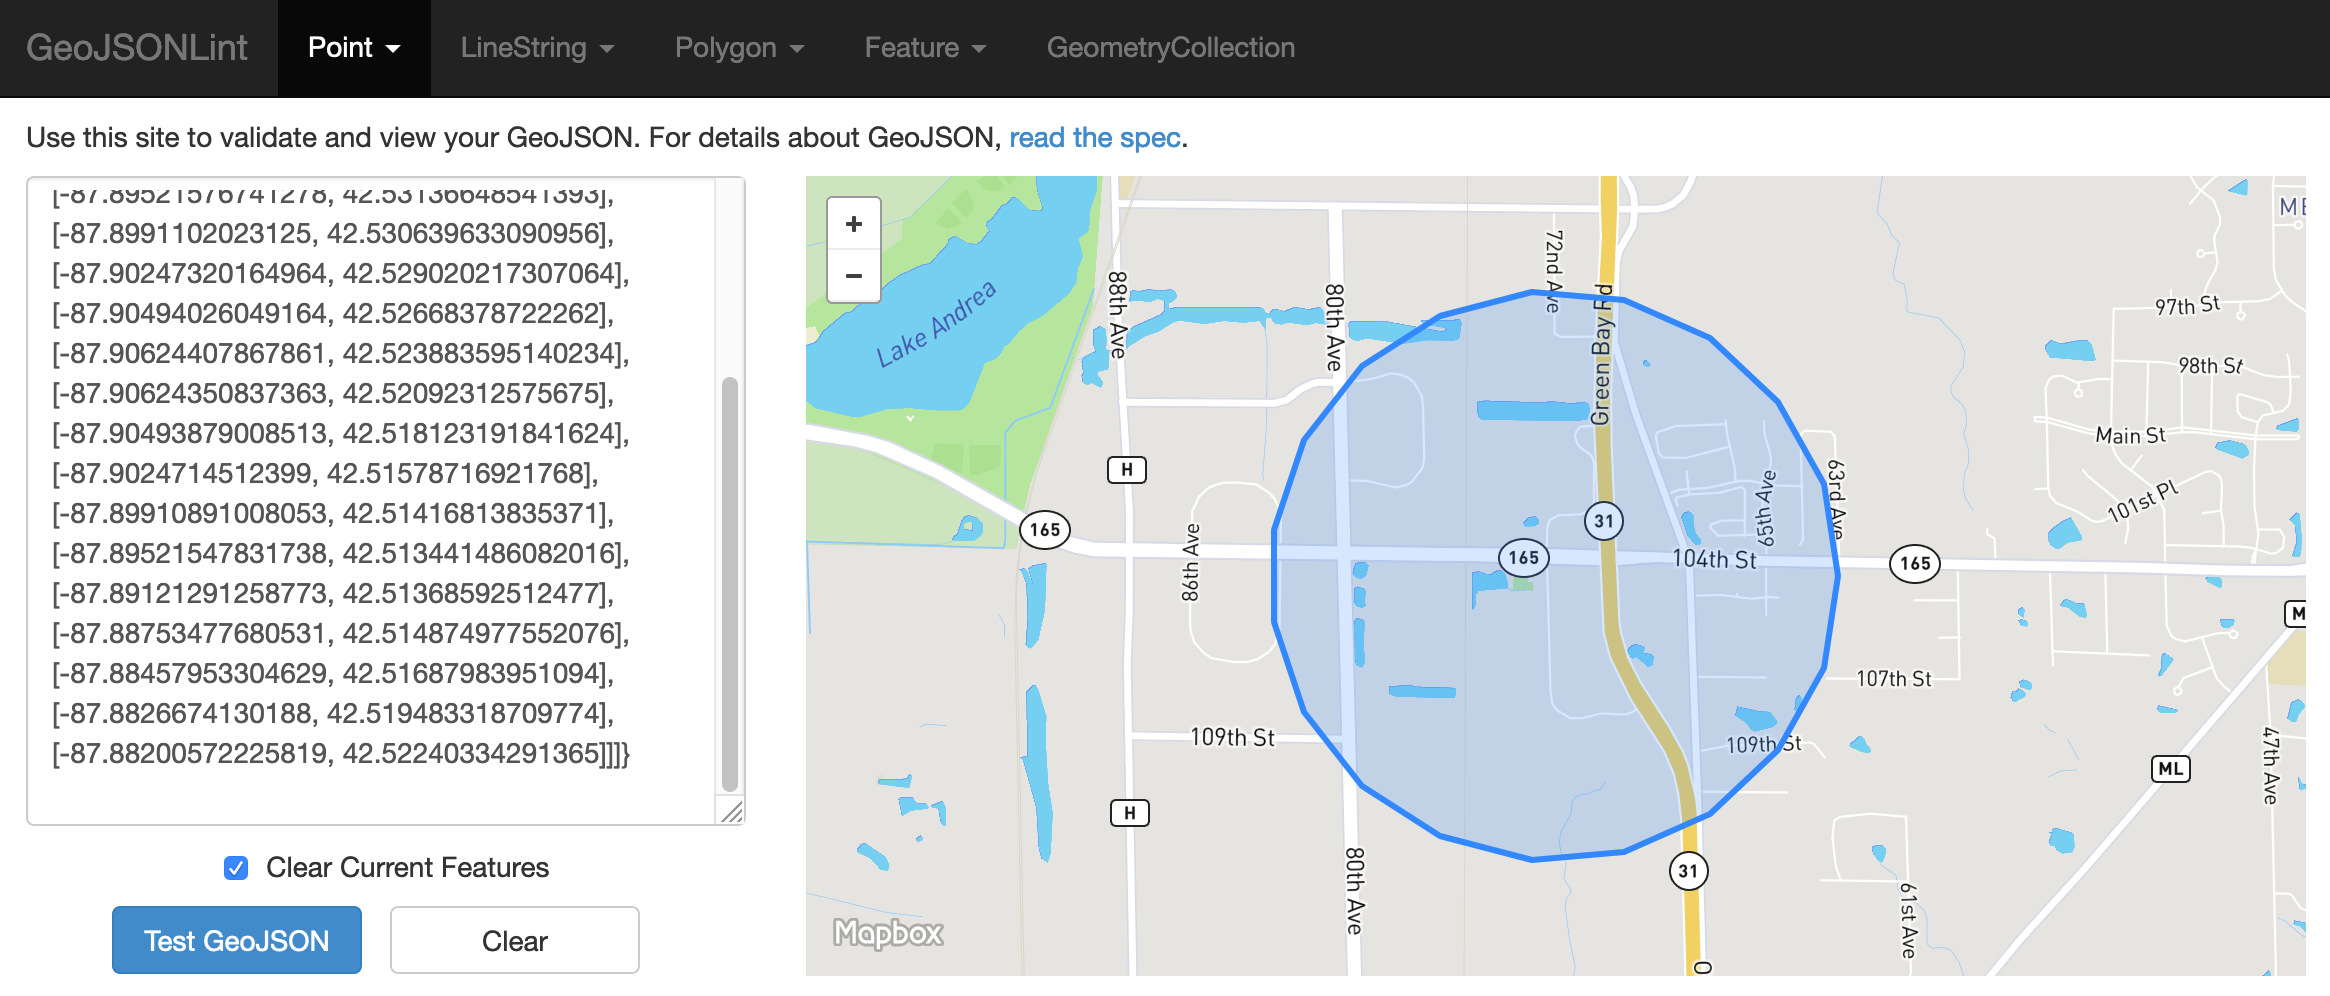 GeoJSONLint Point LineString Polygon Feature GeometryCollection
Use this site to validate and view your GeoJSON. For details about GeoJSON, read the spec.
[-87.89521576741278, 42.53136648541393],
[-87.8991102023125, 42.530639633090956],
[-87.90247320164964, 42.529020217307064],
[-87.90494026049164, 42.52668378722262],
[-87.90624407867861, 42.523883595140234],
[-87.90624350837363, 42.52092312575675],
[-87.90493879008513, 42.518123191841624],
[-87.9024714512399, 42.51578716921768],
[-87.89910891008053, 42.51416813835371],
[-87.89521547831738, 42.513441486082016],
[-87.89121291258773, 42.51368592512477],
[-87.88753477680531, 42.514874977552076],
[-87.88457953304629, 42.51687983951094],
[-87.8826674130188, 42.519483318709774],
[-87.88200572225819, 42.52240334291365]]]}
Clear Current Features
Test GeoJSON
Clear
+
−
Lake Andrea
88th Ave
80th Ave
72nd Ave
Green Bay Rd
97th St
98th St
Main St
101st Pl
63rd Ave
65th Ave
H
165
86th Ave
31
165
104th St
165
107th St
109th St
109th St
ML
47th Ave
H
80th Ave
31
61st Ave
Mapbox